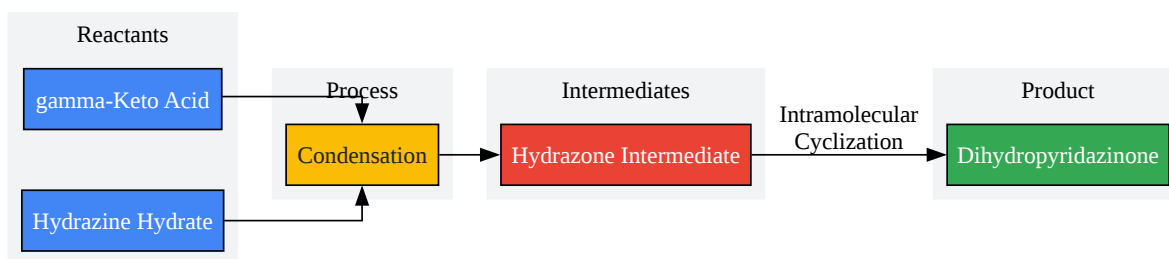 Reactants
gamma-Keto Acid
Hydrazine Hydrate
Process
Condensation
Intermediates
Hydrazone Intermediate
Intramolecular
Cyclization
Product
Dihydropyridazinone